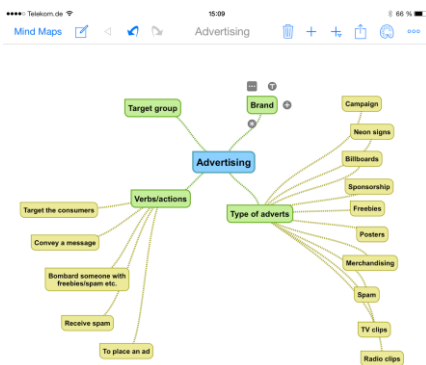 Telekom.de 15:09 66 %
Mind Maps Advertising
Target group
Brand
Advertising
Verbs/actions
Target the consumers
Convey a message
Bombard someone with
freebies/spam etc.
Receive spam
To place an ad
Type of adverts
Campaign
Neon signs
Billboards
Sponsorship
Freebies
Posters
Merchandising
Spam
TV clips
Radio clips